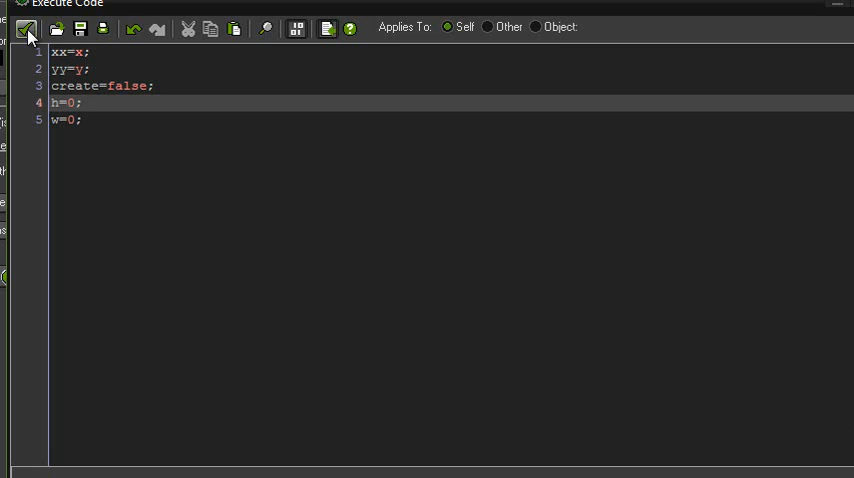 Execute Code
Applies To: Self Other Object:
1 xx=x;
2 yy=y;
3 create=false;
4 h=0;
5 w=0;